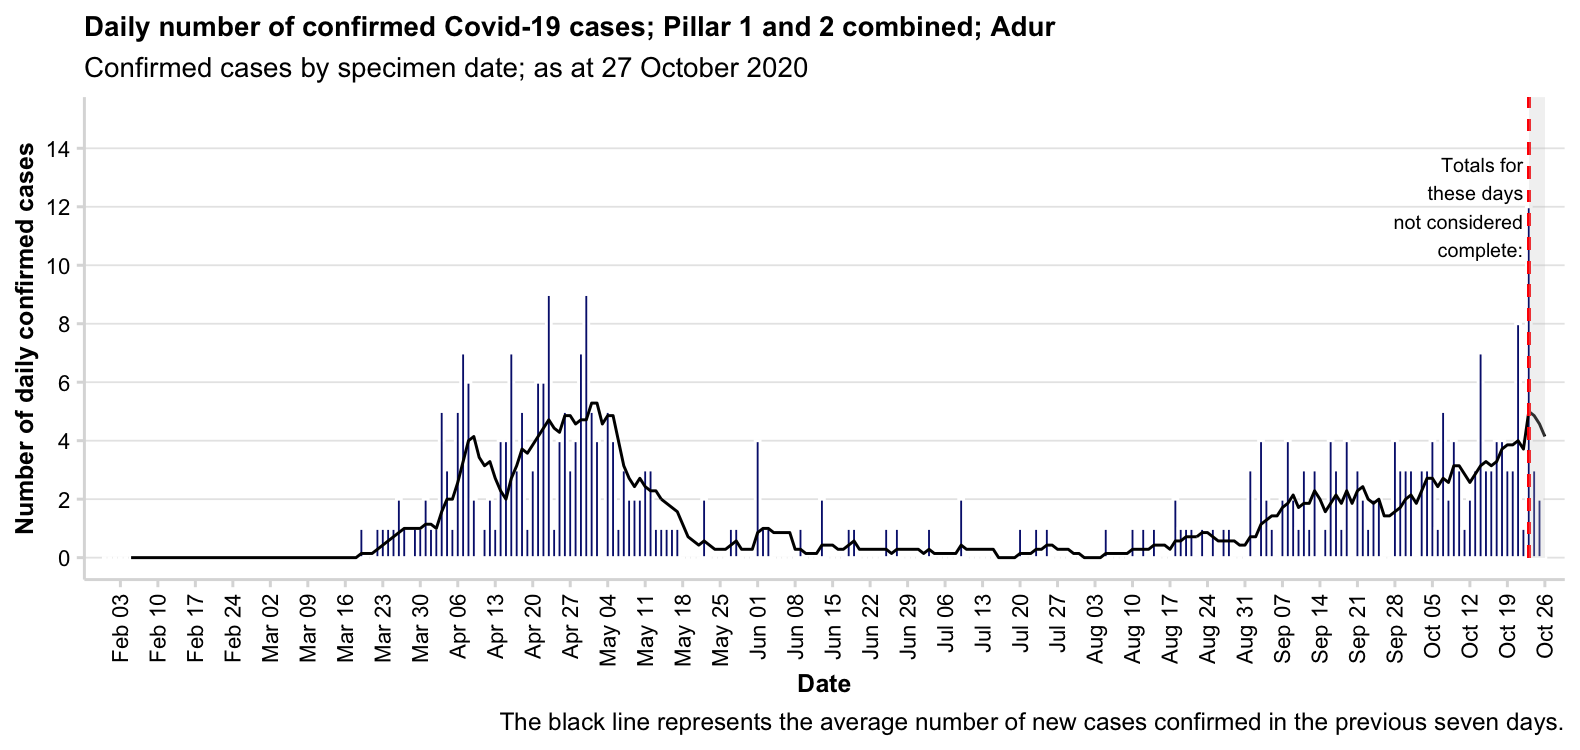 Daily number of confirmed Covid-19 cases; Pillar 1 and 2 combined; Adur
Confirmed cases by specimen date; as at 27 October 2020
Number of daily confirmed cases
14
12
10
8
6
4
2
0
Totals for
these days
not considered
complete:
Feb 03
Feb 10
Feb 17
Feb 24
Mar 02
Mar 09
Mar 16
Mar 23
Mar 30
Apr 06
Apr 13
Apr 20
Apr 27
May 04
May 11
May 18
May 25
Jun 01
Jun 08
Jun 15
Jun 22
Jun 29
Jul 06
Jul 13
Jul 20
Jul 27
Aug 03
Aug 10
Aug 17
Aug 24
Aug 31
Sep 07
Sep 14
Sep 21
Sep 28
Oct 05
Oct 12
Oct 19
Oct 26
Date
The black line represents the average number of new cases confirmed in the previous seven days.